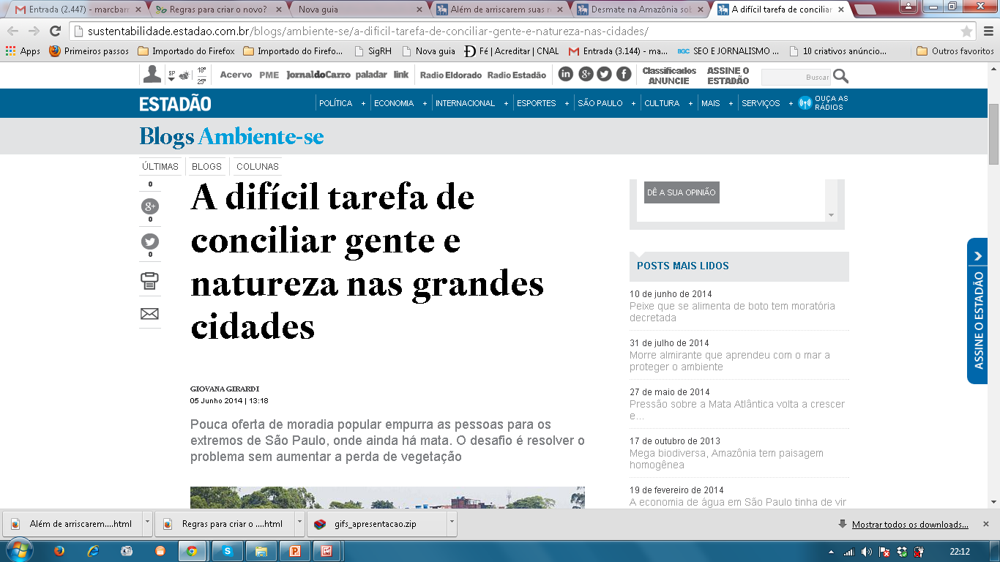 Entrada (2.447) - marcbarr
Regras para criar o novo?
Nova guia
Além de arriscarem suas r
Desmate na Amazônia sob
A difícil tarefa de conciliar
sustentabilidade.estadao.com.br/blogs/ambiente-se/a-dificil-tarefa-de-conciliar-gente-e-natureza-nas-cidades/
Apps
Primeiros passos
Importado do Firefox
Importado do Firefo...
SigRH
Nova guia
Fé | Acreditar | CNAL
Entrada (3.144) - ma...
BGC SEO E JORNALISMO ...
10 criativos anúncio...
Outros favoritos
SP
18°
25°
Acervo PME JornaldoCarro paladar link
Radio Eldorado Radio Estadão
Classificados
ANUNCIE
ASSINE O
ESTADÃO
Buscar
ESTADÃO
POLÍTICA + ECONOMIA + INTERNACIONAL + ESPORTES + SÃO PAULO + CULTURA + MAIS + SERVIÇOS +
OUÇA AS
RÁDIOS
Blogs Ambiente-se
ÚLTIMAS
BLOGS
COLUNAS
0
0
0
A difícil tarefa de
conciliar gente e
natureza nas grandes
cidades
GIOVANA GIRARDI
05 Junho 2014 | 13:18
Pouca oferta de moradia popular empurra as pessoas para os
extremos de São Paulo, onde ainda há mata. O desafio é resolver o
problema sem aumentar a perda de vegetação
DÊ A SUA OPINIÃO
POSTS MAIS LIDOS
10 de junho de 2014
Peixe que se alimenta de boto tem moratória
decretada
31 de julho de 2014
Morre almirante que aprendeu com o mar a
proteger o ambiente
27 de maio de 2014
Pressão sobre a Mata Atlântica volta a crescer
e...
17 de outubro de 2013
Mega biodiversa, Amazônia tem paisagem
homogênea
19 de fevereiro de 2014
A economia de água em São Paulo tinha de vir
ASSINE O ESTADÃO
Além de arriscarem....html
Regras para criar o ....html
gifs_apresentacao.zip
Mostrar todos os downloads...
22:12